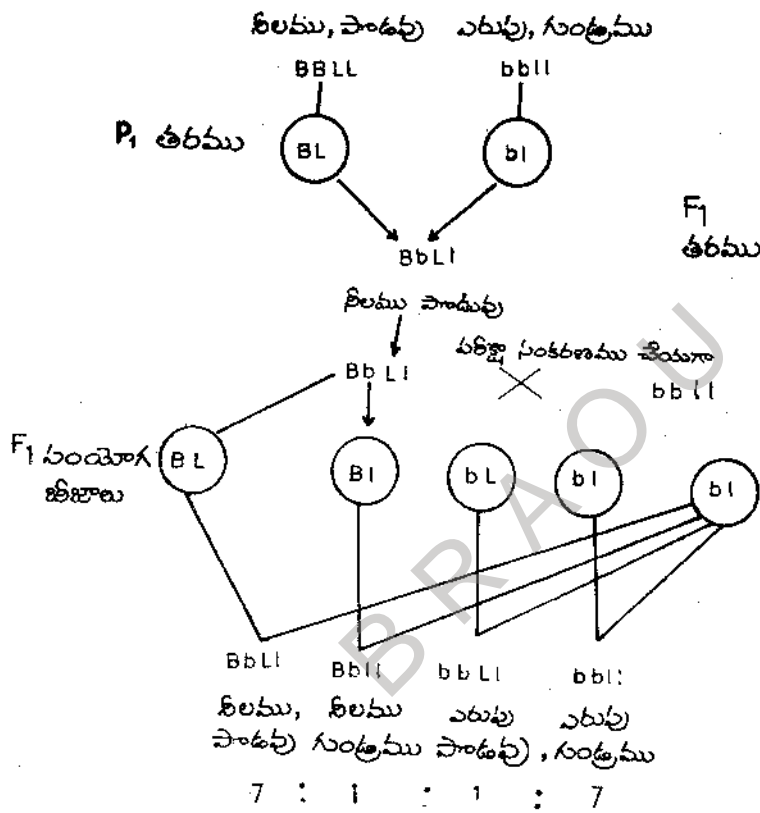 నీలము, పొడవు ఎరుపు, గుండ్రము
BBLL bbll
P₁ తరము BL bl
F₁
తరము
BbLl
నీలము పొడువు
పరీక్షా సంకరణము చేయగా
BbLl bbll
F₁ సంయోగ
బీజాలు
BL Bl bL bl bl
BbLl Bbll bbLl bbll
నీలము, నీలము ఎరుపు ఎరుపు
పొడవు గుండ్రము పొడవు, గుండ్రము
7 : 1 : 1 : 7
BRAOU